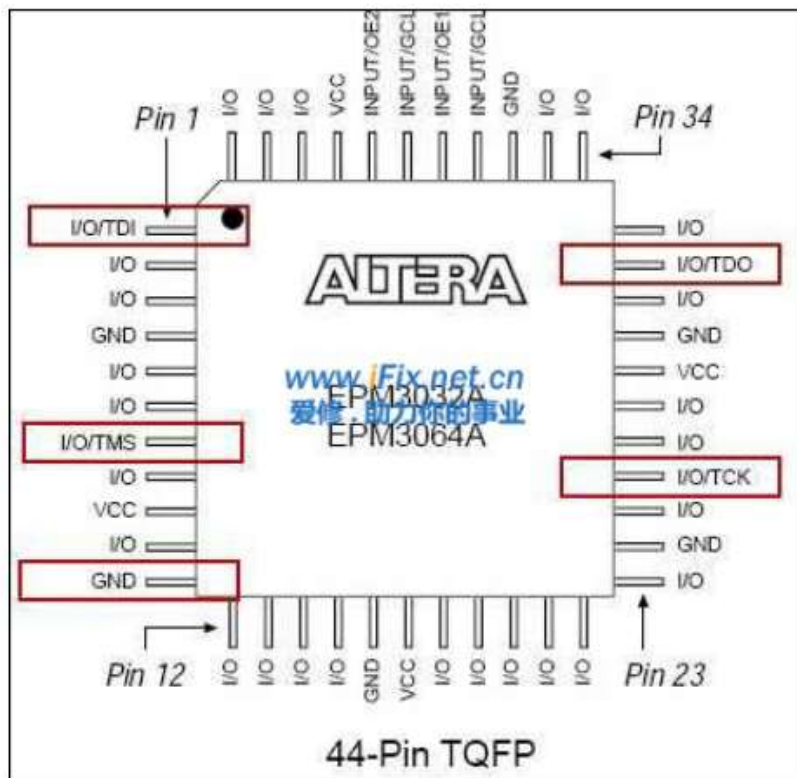 I/O
I/O
I/O
VCC
INPUT/OE2
INPUT/GCL
INPUT/OE1
INPUT/GCL
GND
I/O
I/O
Pin 1
Pin 34
I/O/TDI
I/O
I/O
GND
I/O
I/O
I/O/TMS
I/O
VCC
I/O
GND
ALTERA
www.iFix.net.cn
EPM3032A
爱修·助力你的事业
EPM3064A
I/O
I/O/TDO
I/O
GND
VCC
I/O
I/O
I/O/TCK
I/O
GND
I/O
Pin 12
I/O
I/O
I/O
I/O
GND
VCC
I/O
I/O
I/O
I/O
Pin 23
44-Pin TQFP